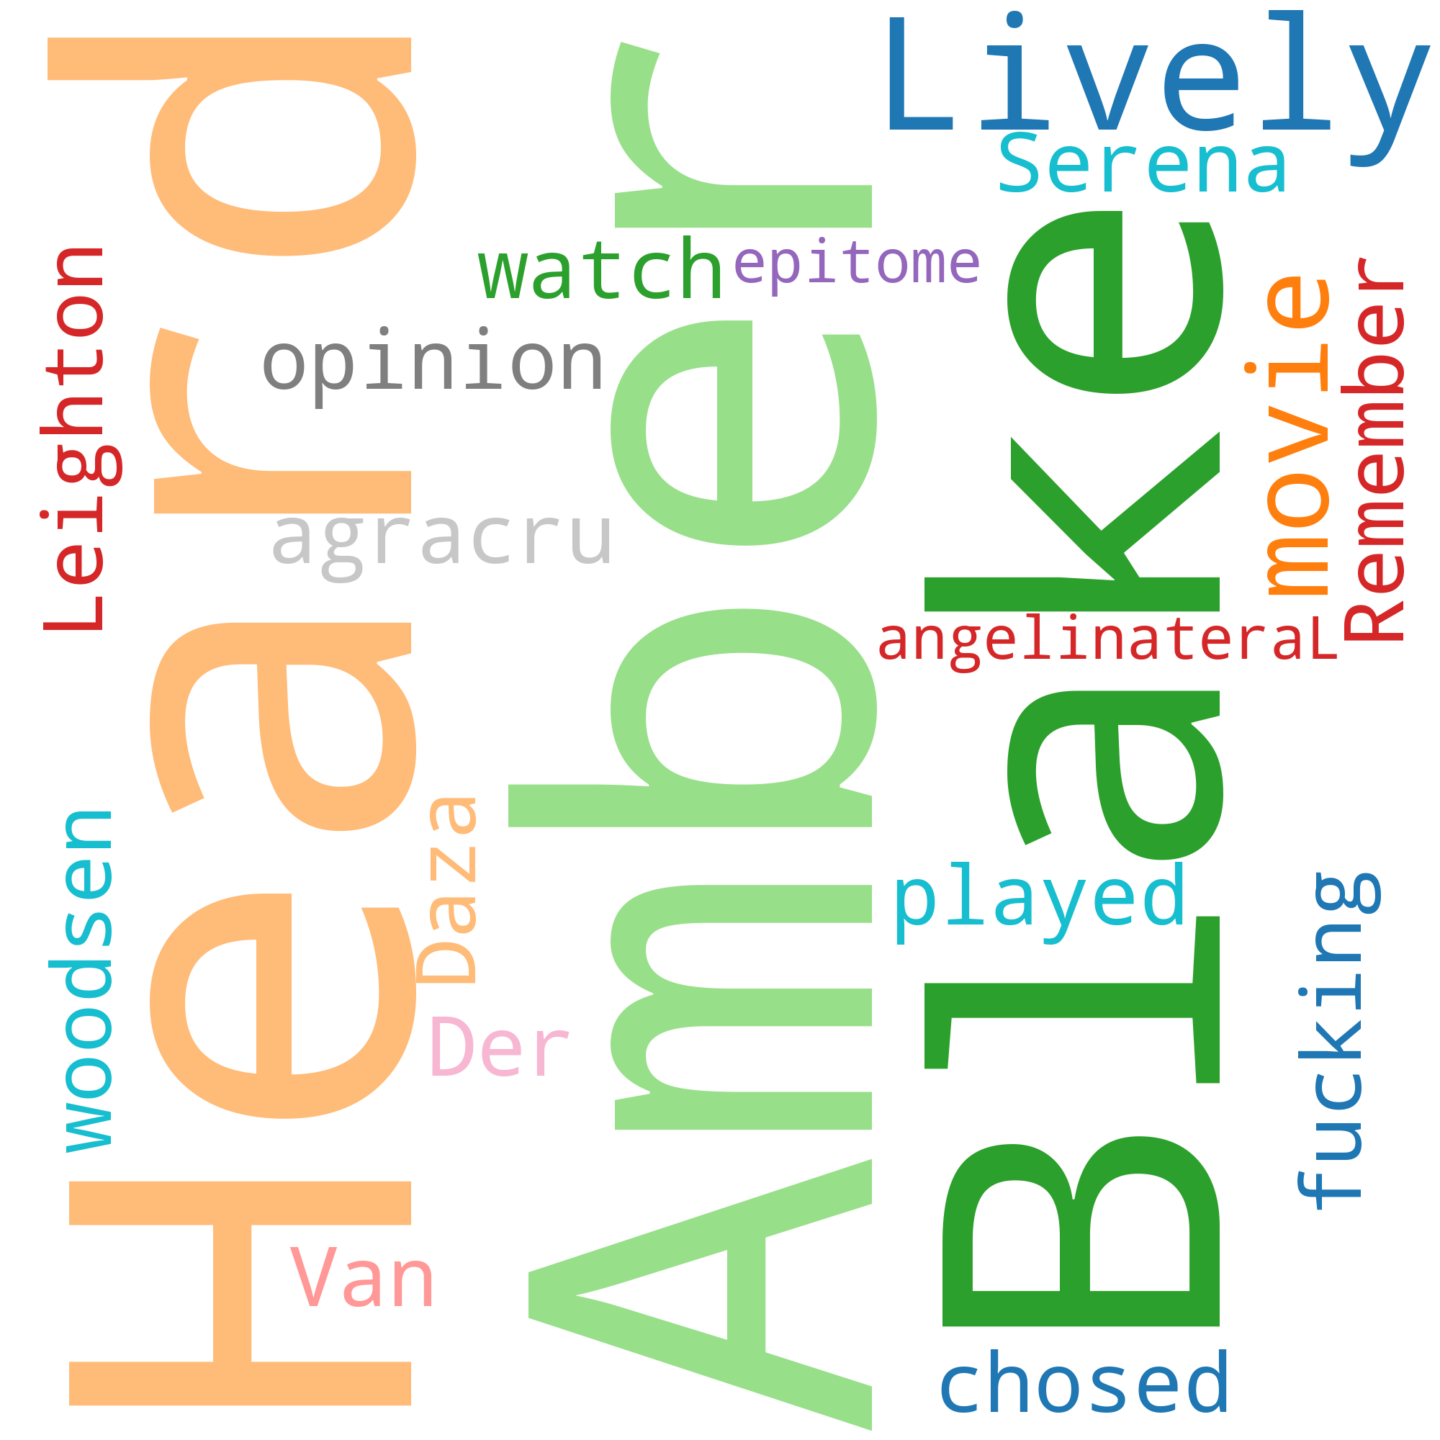 Lively
Serena
Heard
Amber
Blake
watch
epitome
Leighton
opinion
movie
Remember
agracru
angelinateraL
woodsen
Daza
played
fucking
Der
Van
chosed